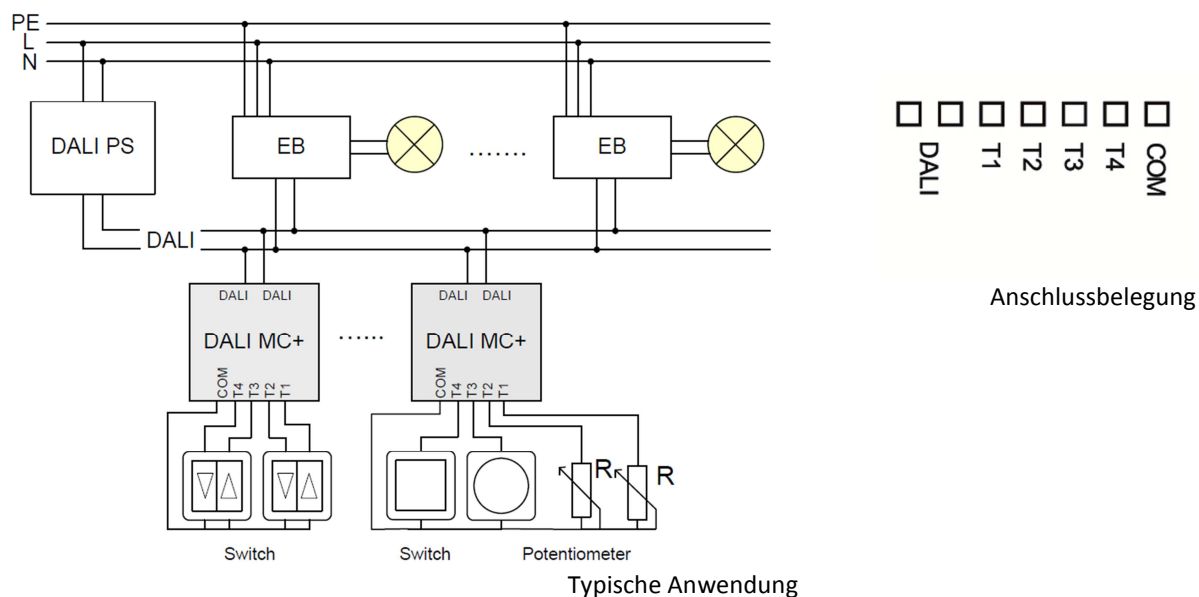 PE
L
N
DALI PS
EB
.......
EB
DALI
DALI DALI
DALI MC+
COM
T4
T3
T2
T1
......
DALI DALI
DALI MC+
COM
T4
T3
T2
T1
R
R
Switch
Switch
Potentiometer
Typische Anwendung
DALI
T1
T2
T3
T4
COM
Anschlussbelegung